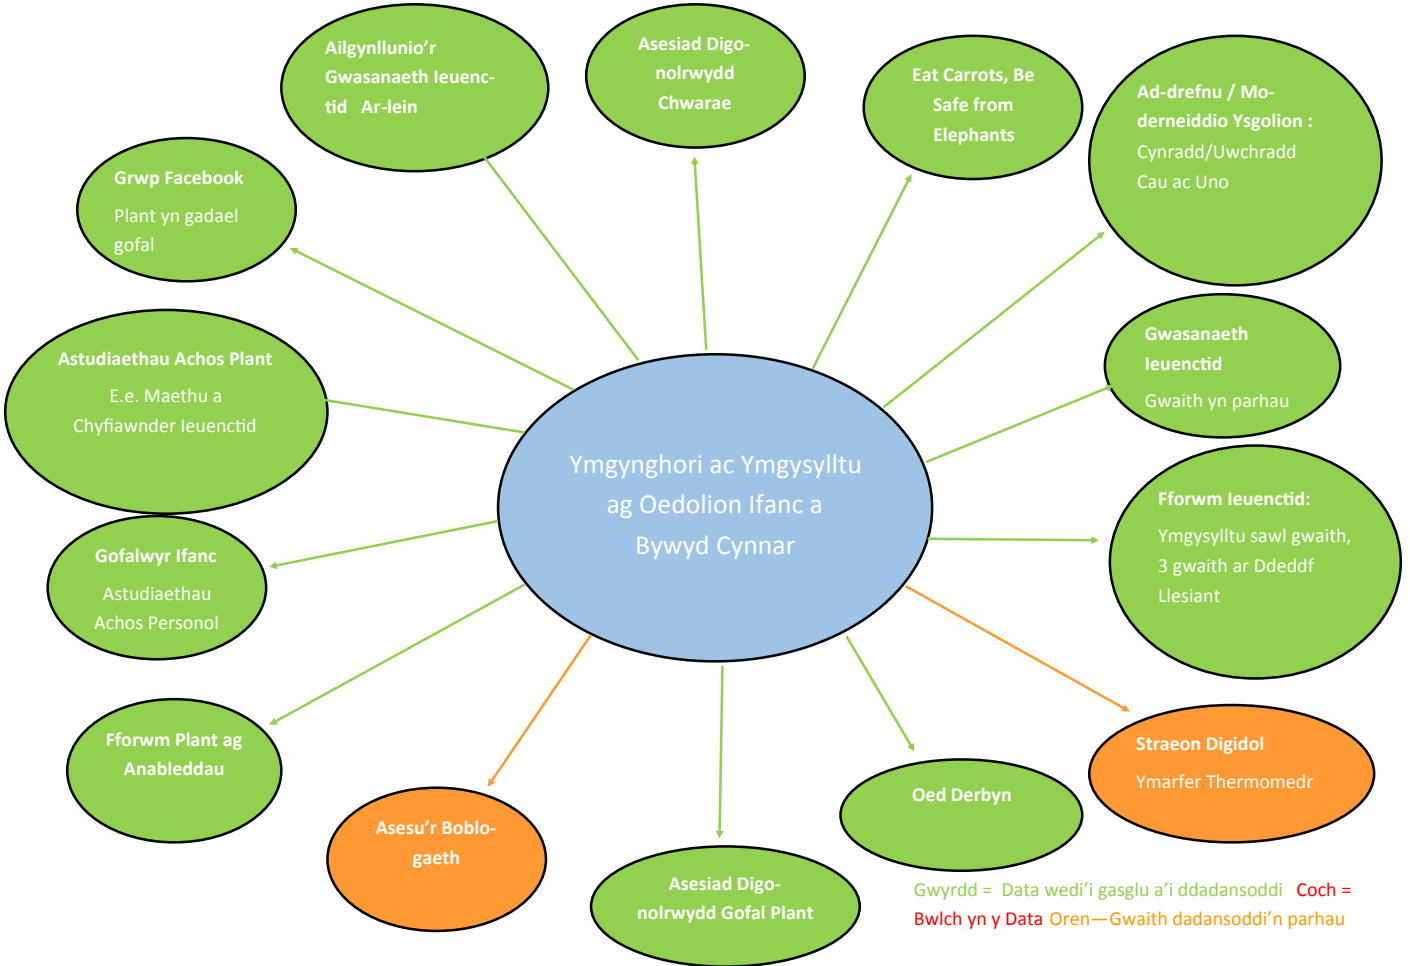 Ailgynllunio’r
Gwasanaeth Ieuenc-
tid Ar-lein
Asesiad Digo-
nolrwydd
Chwarae
Eat Carrots, Be
Safe from
Elephants
Ad-drefnu / Mo-
derneiddio Ysgolion :
Cynradd/Uwchradd
Cau ac Uno
Grwp Facebook
Plant yn gadael
gofal
Gwasanaeth
Ieuenctid
Gwaith yn parhau
Astudiaethau Achos Plant
E.e. Maethu a
Chyfiawnder Ieuenctid
Ymgynghori ac Ymgysylltu
ag Oedolion Ifanc a
Bywyd Cynnar
Fforwm Ieuenctid:
Ymgysylltu sawl gwaith,
3 gwaith ar Ddeddf
Llesiant
Gofalwyr Ifanc
Astudiaethau
Achos Personol
Fforwm Plant ag
Anableddau
Straeon Digidol
Ymarfer Thermomedr
Oed Derbyn
Asesu’r Boblo-
gaeth
Asesiad Digo-
nolrwydd Gofal Plant
Gwyrdd = Data wedi’i gasglu a’i ddadansoddi Coch =
Bwlch yn y Data Oren—Gwaith dadansoddi’n parhau